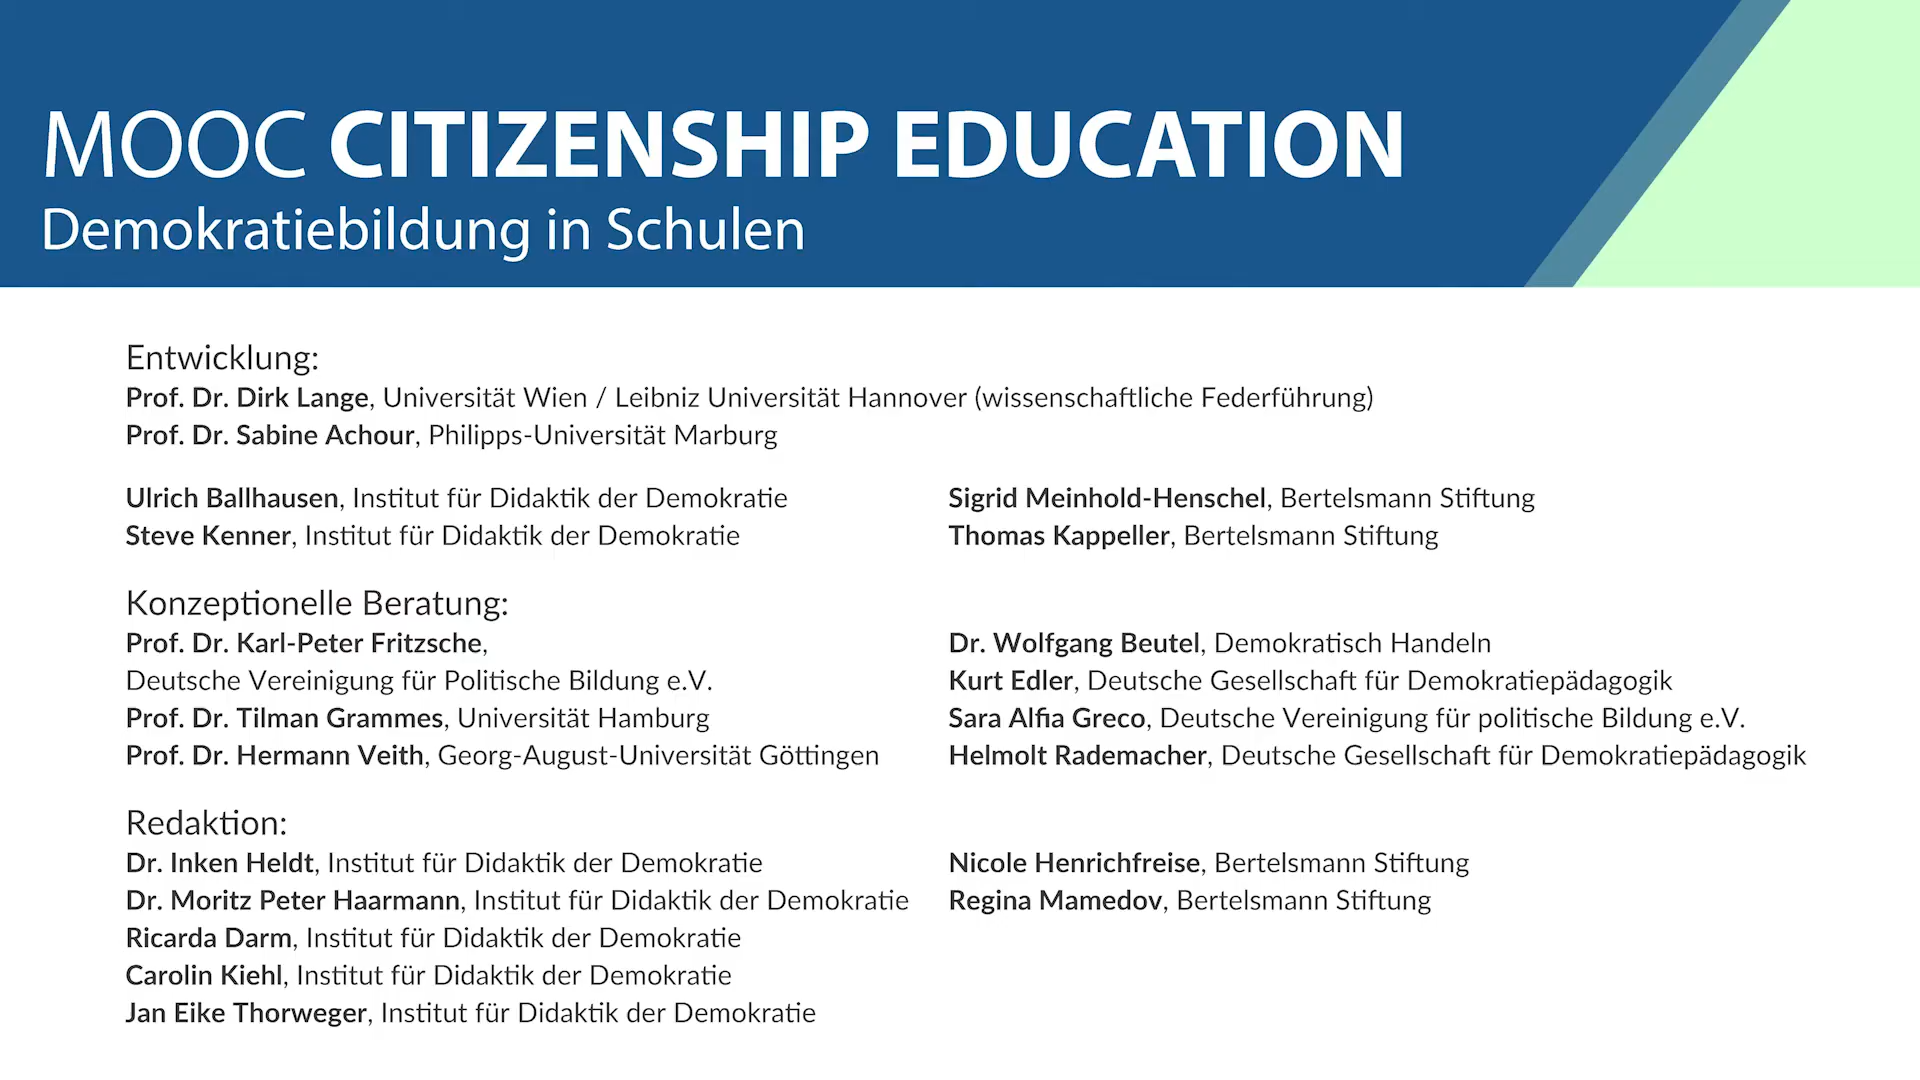 MOOC CITIZENSHIP EDUCATION
Demokratiebildung in Schulen
Entwicklung:
Prof. Dr. Dirk Lange, Universität Wien / Leibniz Universität Hannover (wissenschaftliche Federführung)
Prof. Dr. Sabine Achour, Philipps-Universität Marburg
Ulrich Ballhausen, Institut für Didaktik der Demokratie
Steve Kenner, Institut für Didaktik der Demokratie
Sigrid Meinhold-Henschel, Bertelsmann Stiftung
Thomas Kappeller, Bertelsmann Stiftung
Konzeptionelle Beratung:
Prof. Dr. Karl-Peter Fritzsche,
Deutsche Vereinigung für Politische Bildung e.V.
Prof. Dr. Tilman Grammes, Universität Hamburg
Prof. Dr. Hermann Veith, Georg-August-Universität Göttingen
Dr. Wolfgang Beutel, Demokratisch Handeln
Kurt Edler, Deutsche Gesellschaft für Demokratiepädagogik
Sara Alfia Greco, Deutsche Vereinigung für politische Bildung e.V.
Helmolt Rademacher, Deutsche Gesellschaft für Demokratiepädagogik
Redaktion:
Dr. Inken Heldt, Institut für Didaktik der Demokratie
Dr. Moritz Peter Haarmann, Institut für Didaktik der Demokratie
Ricarda Darm, Institut für Didaktik der Demokratie
Carolin Kiehl, Institut für Didaktik der Demokratie
Jan Eike Thorweger, Institut für Didaktik der Demokratie
Nicole Henrichfreise, Bertelsmann Stiftung
Regina Mamedov, Bertelsmann Stiftung